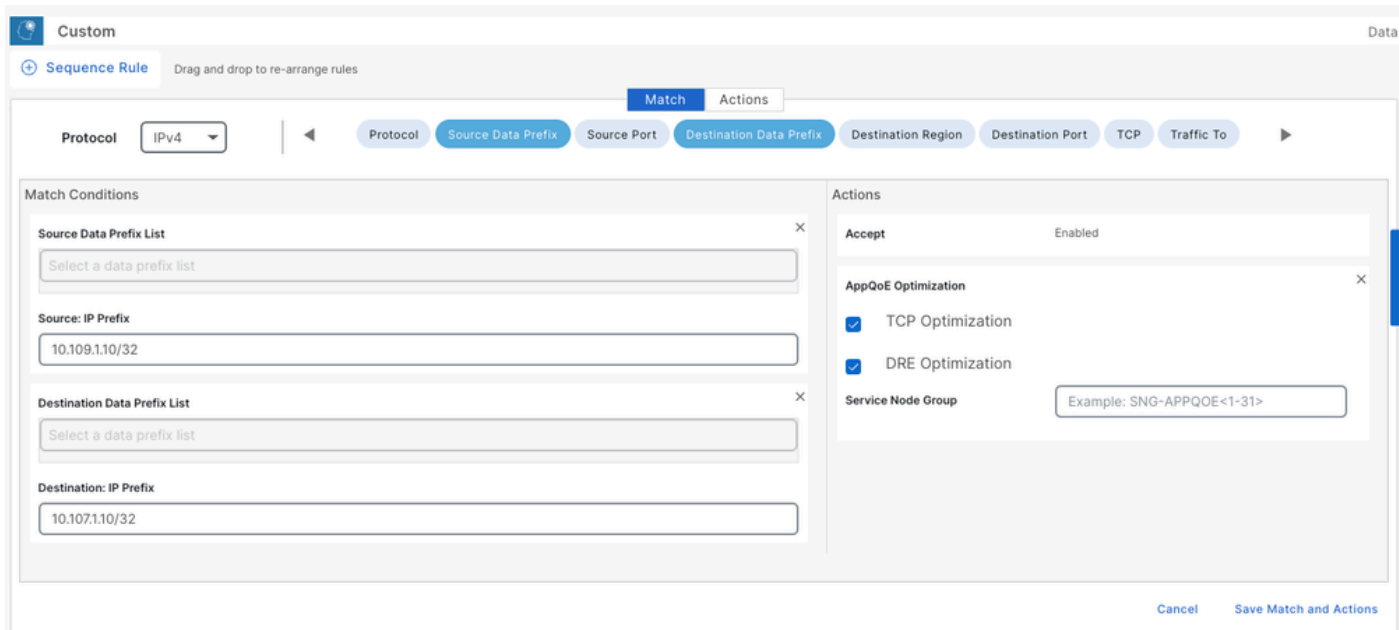 Custom
Data
Sequence Rule Drag and drop to re-arrange rules
Match Actions
Protocol IPv4 Protocol Source Data Prefix Source Port Destination Data Prefix Destination Region Destination Port TCP Traffic To
Match Conditions
Source Data Prefix List
Select a data prefix list
Source: IP Prefix
10.109.1.10/32
Destination Data Prefix List
Select a data prefix list
Destination: IP Prefix
10.107.1.10/32
Actions
Accept Enabled
AppQoE Optimization
TCP Optimization
DRE Optimization
Service Node Group Example: SNG-APPQOE<1-31>
Cancel Save Match and Actions